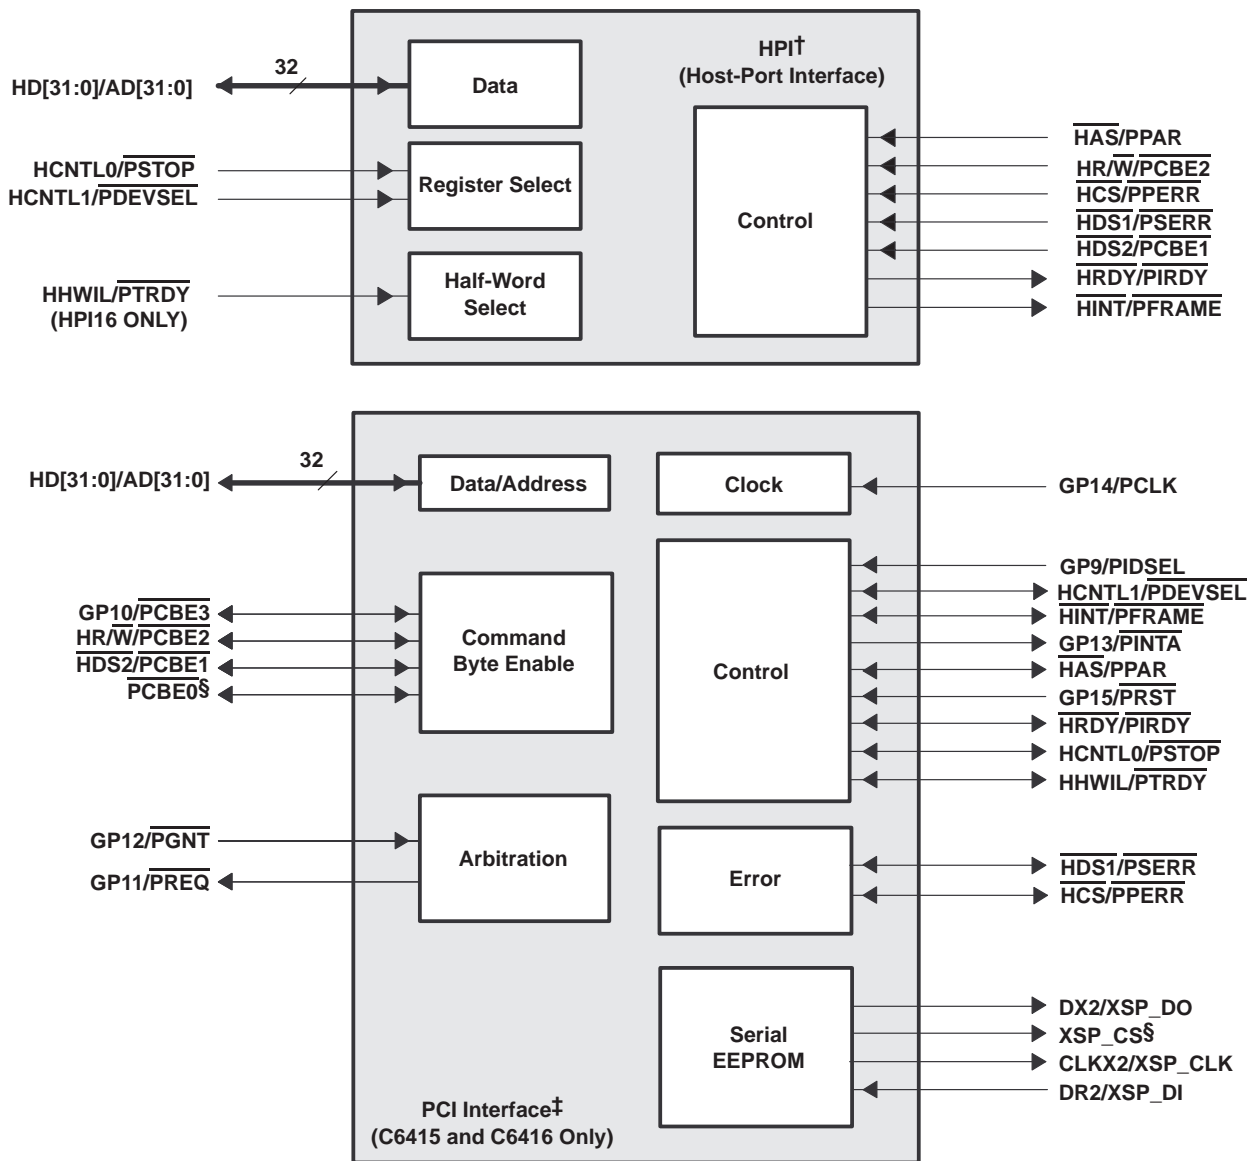 HPI†
(Host-Port Interface)
HD[31:0]/AD[31:0]
32
Data
HCNTL0/PSTOP
HCNTL1/PDEVSEL
Register Select
HHWIL/PTRDY
(HPI16 ONLY)
Half-Word
Select
Control
HAS/PPAR
HR/W/PCBE2
HCS/PPERR
HDS1/PSERR
HDS2/PCBE1
HRDY/PIRDY
HINT/PFRAME
HD[31:0]/AD[31:0]
32
Data/Address
Clock
GP14/PCLK
GP10/PCBE3
HR/W/PCBE2
HDS2/PCBE1
PCBE0§
Command
Byte Enable
Control
GP9/PIDSEL
HCNTL1/PDEVSEL
HINT/PFRAME
GP13/PINTA
HAS/PPAR
GP15/PRST
HRDY/PIRDY
HCNTL0/PSTOP
HHWIL/PTRDY
GP12/PGNT
GP11/PREQ
Arbitration
Error
HDS1/PSERR
HCS/PPERR
Serial
EEPROM
DX2/XSP_DO
XSP_CS§
CLKX2/XSP_CLK
DR2/XSP_DI
PCI Interface‡
(C6415 and C6416 Only)